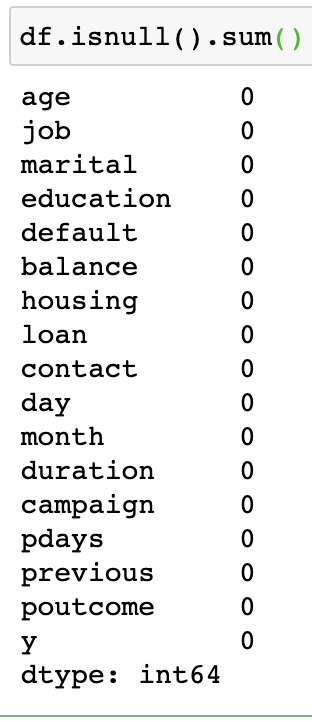 df.isnull().sum()
age 0
job 0
marital 0
education 0
default 0
balance 0
housing 0
loan 0
contact 0
day 0
month 0
duration 0
campaign 0
pdays 0
previous 0
poutcome 0
y 0
dtype: int64